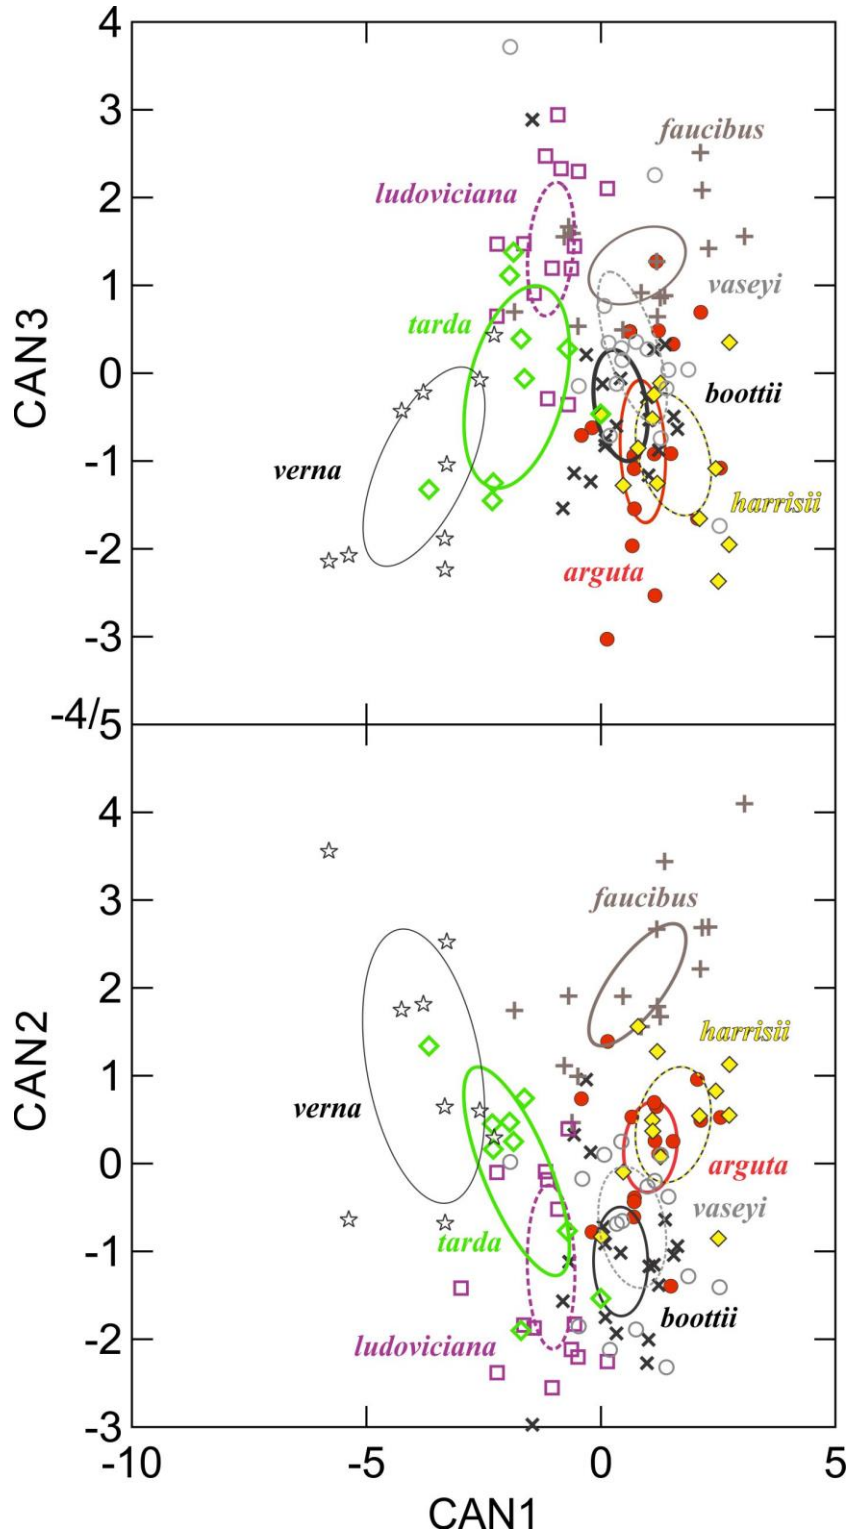 4
3
faucibus
ludoviciana
2
vaseyi
1
tarda
CAN3
0
boottii
verna
-1
harrisii
-2
arguta
-3
-4/5
4
faucibus
3
2
harrisii
CAN2
1
verna
arguta
0
vaseyi
tarda
-1
boottii
ludoviciana
-2
-3
-10 -5 0 5
CAN1